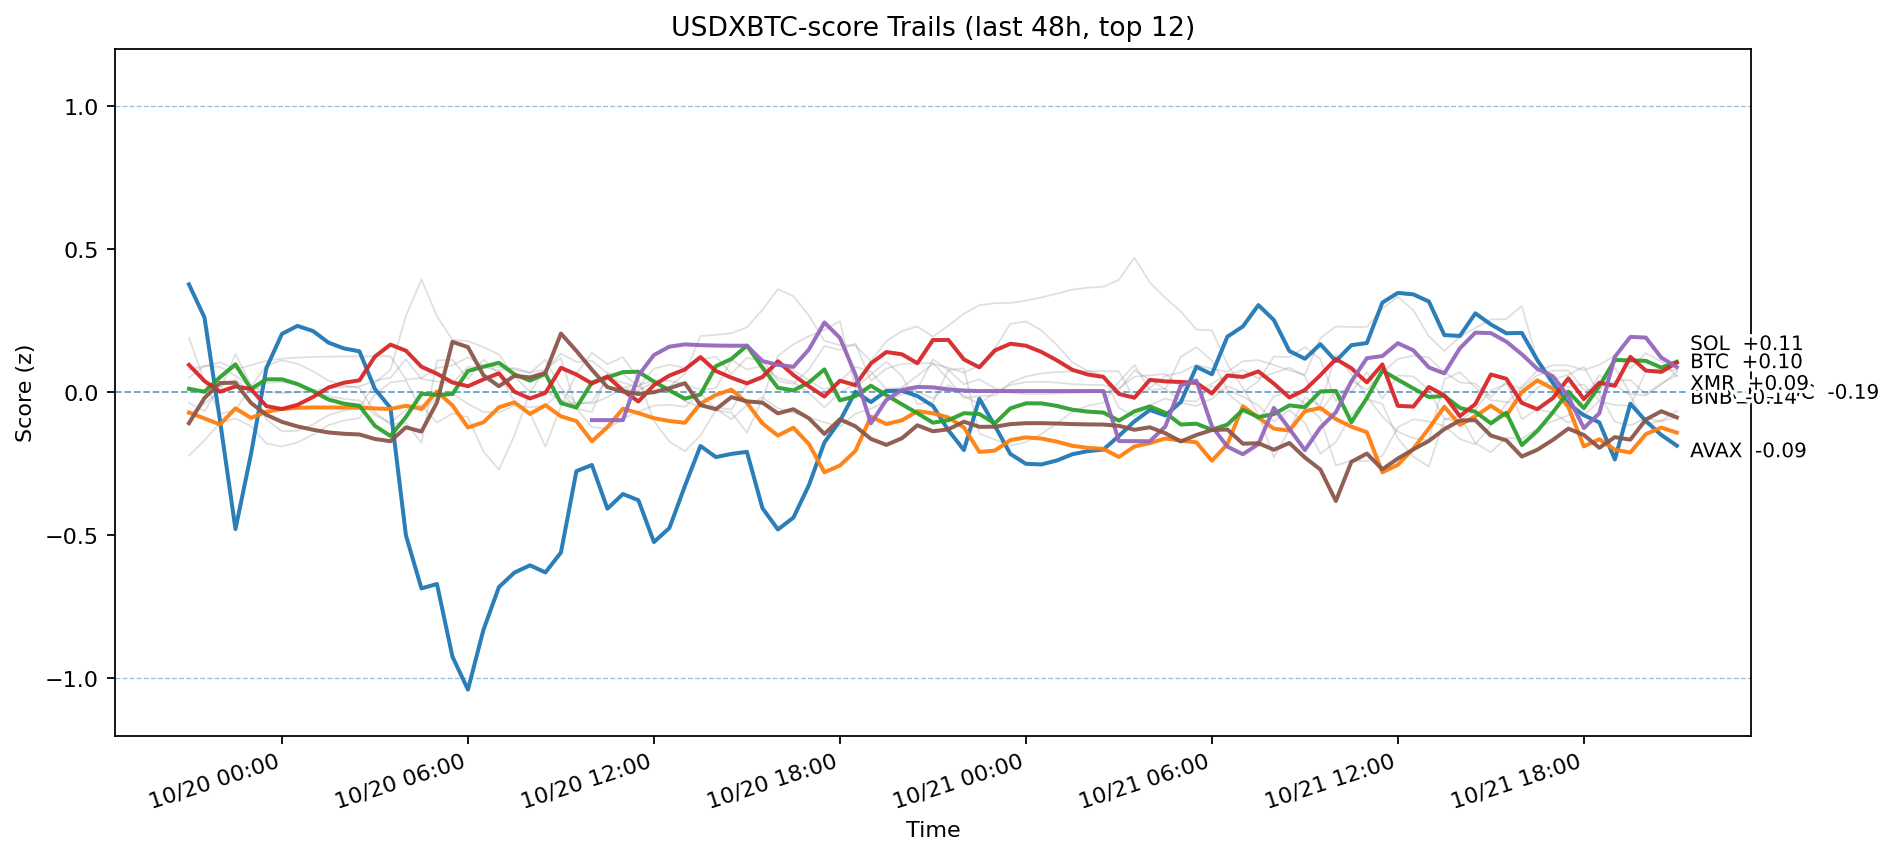 USDXBTC-score Trails (last 48h, top 12)
Score (z)
1.0
0.5
0.0
−0.5
−1.0
SOL +0.11
BTC +0.10
XMR +0.09
BNB -0.14
-0.19
AVAX -0.09
10/20 00:00
10/20 06:00
10/20 12:00
10/20 18:00
10/21 00:00
10/21 06:00
10/21 12:00
10/21 18:00
Time